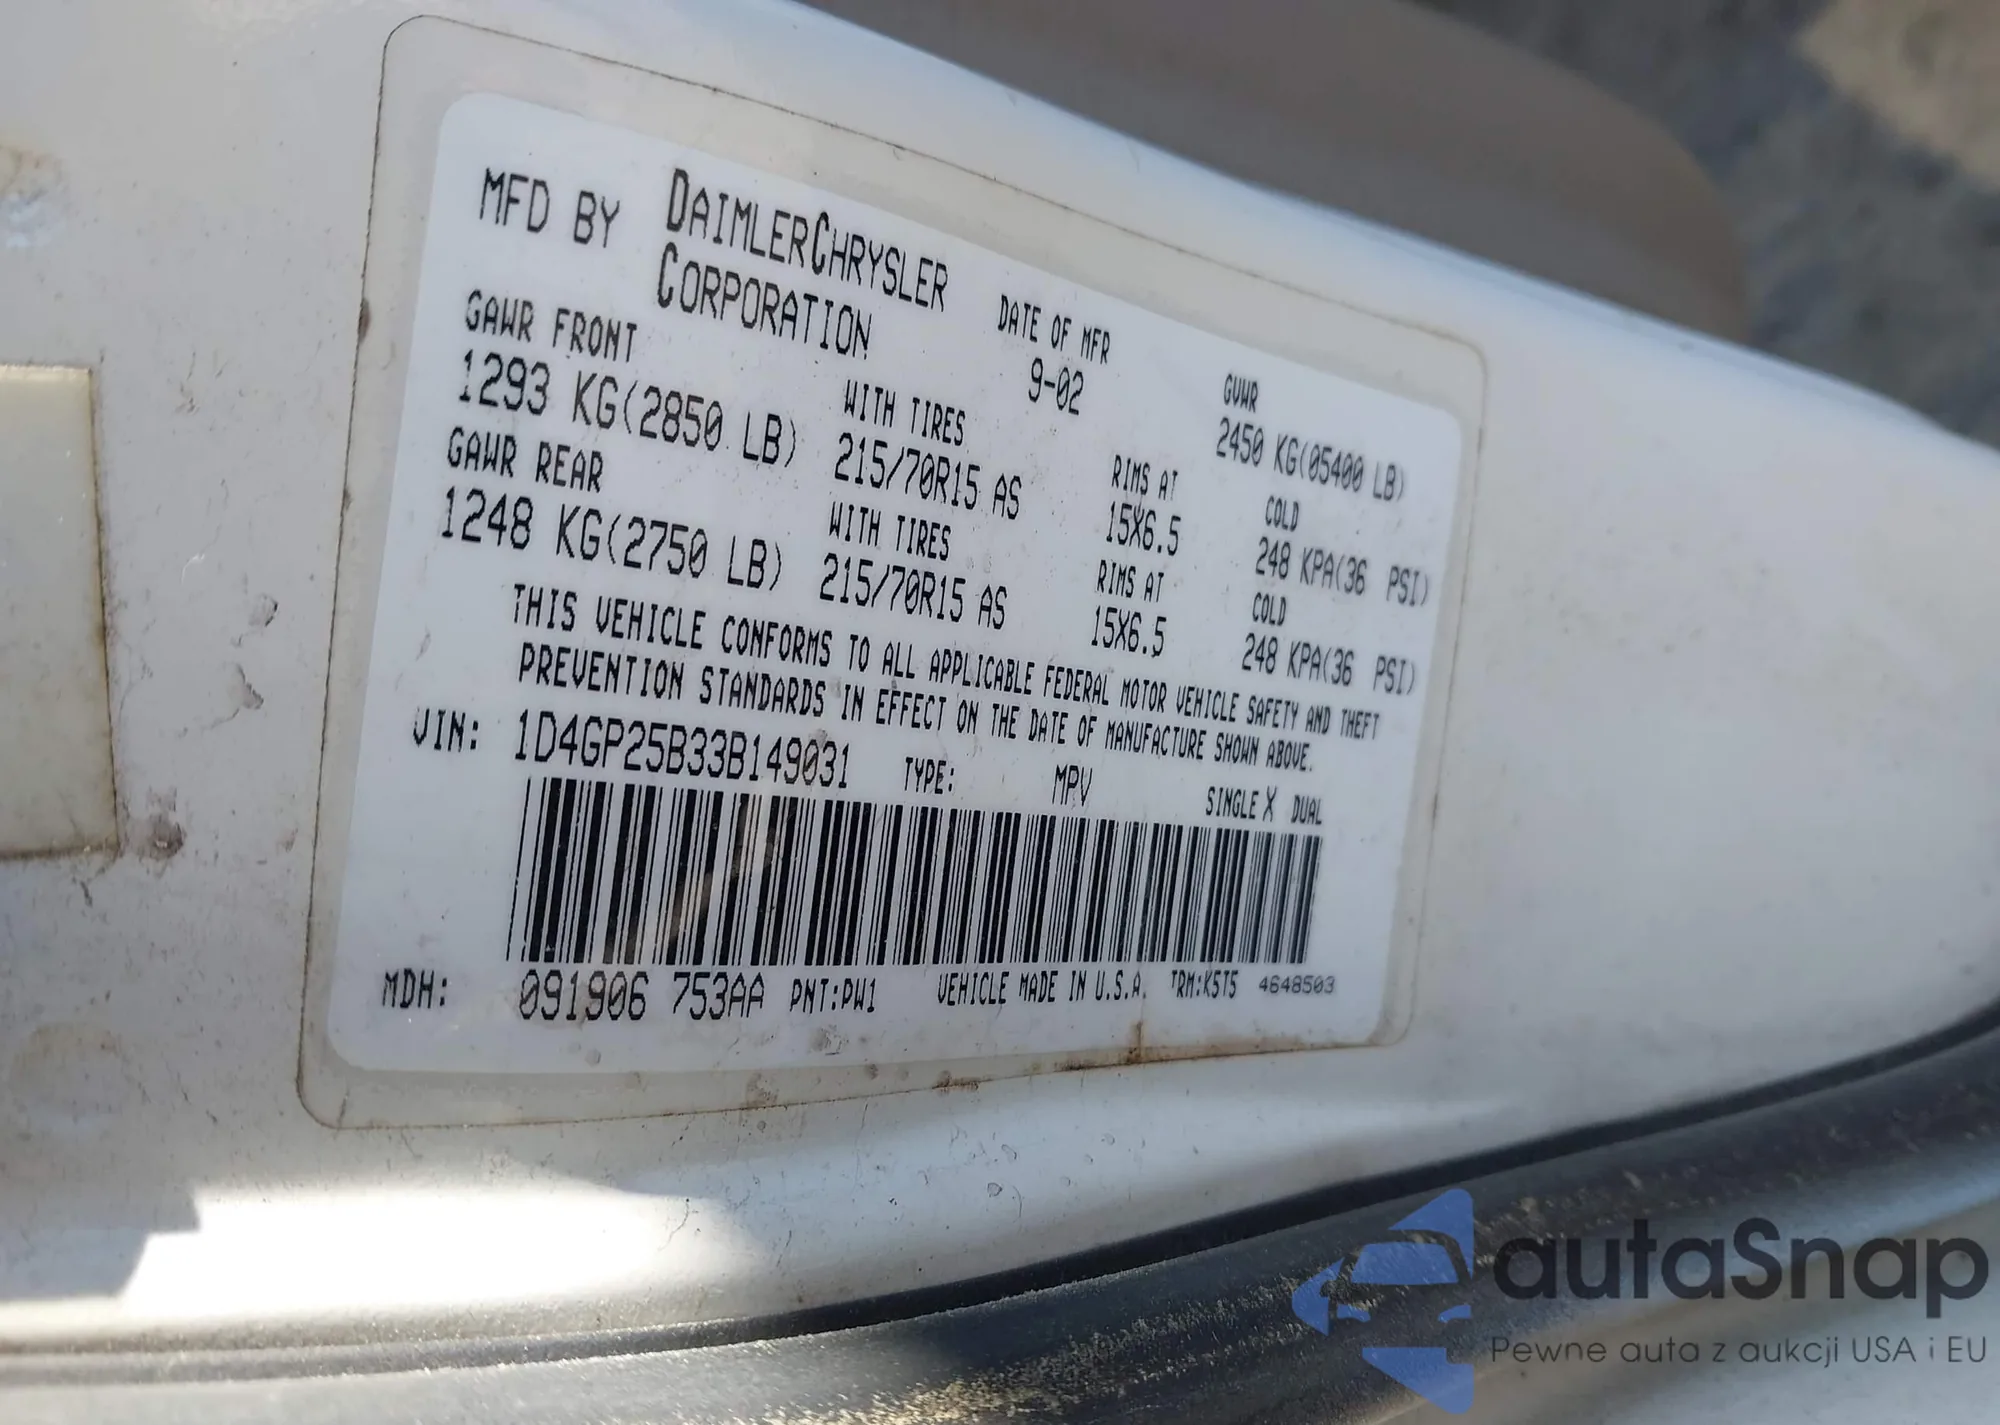 MFD BY DAIMLERCHRYSLER
CORPORATION
DATE OF MFR
9-02
GVWR
2450 KG(05400 LB)
GAWR FRONT
1293 KG(2850 LB)
WITH TIRES
215/70R15 AS
RIMS AT
15X6.5
COLD
248 KPA(36 PSI)
GAWR REAR
1248 KG(2750 LB)
WITH TIRES
215/70R15 AS
RIMS AT
15X6.5
COLD
248 KPA(36 PSI)
THIS VEHICLE CONFORMS TO ALL APPLICABLE FEDERAL MOTOR VEHICLE SAFETY AND THEFT
PREVENTION STANDARDS IN EFFECT ON THE DATE OF MANUFACTURE SHOWN ABOVE.
VIN: 1D4GP25B33B149031 TYPE: MPV SINGLE X DUAL
MDH: 091906 753AA PNT:PW1 VEHICLE MADE IN U.S.A. TRM:K5T5 4648503
autaSnap
Pewne auta z aukcji USA i EU